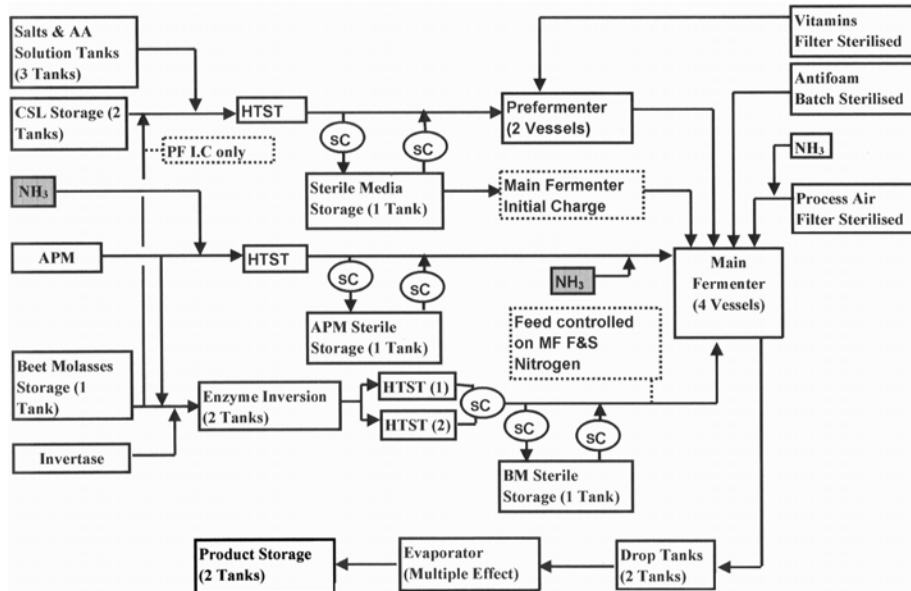 Salts & AA
Solution Tanks
(3 Tanks)
Vitamins
Filter Sterilised
Antifoam
Batch Sterilised
CSL Storage (2
Tanks)
HTST
Prefermenter
(2 Vessels)
sC
sC
NH₃
PF I.C only
NH₃
Sterile Media
Storage (1 Tank)
Main Fermenter
Initial Charge
Process Air
Filter Sterilised
APM
HTST
Main
Fermenter
(4 Vessels)
sC
sC
NH₃
APM Sterile
Storage (1 Tank)
Feed controlled
on MF F&S
Nitrogen
Beet Molasses
Storage (1
Tank)
Enzyme Inversion
(2 Tanks)
HTST (1)
HTST (2)
sC
sC
sC
Invertase
BM Sterile
Storage (1 Tank)
Product Storage
(2 Tanks)
Evaporator
(Multiple Effect)
Drop Tanks
(2 Tanks)